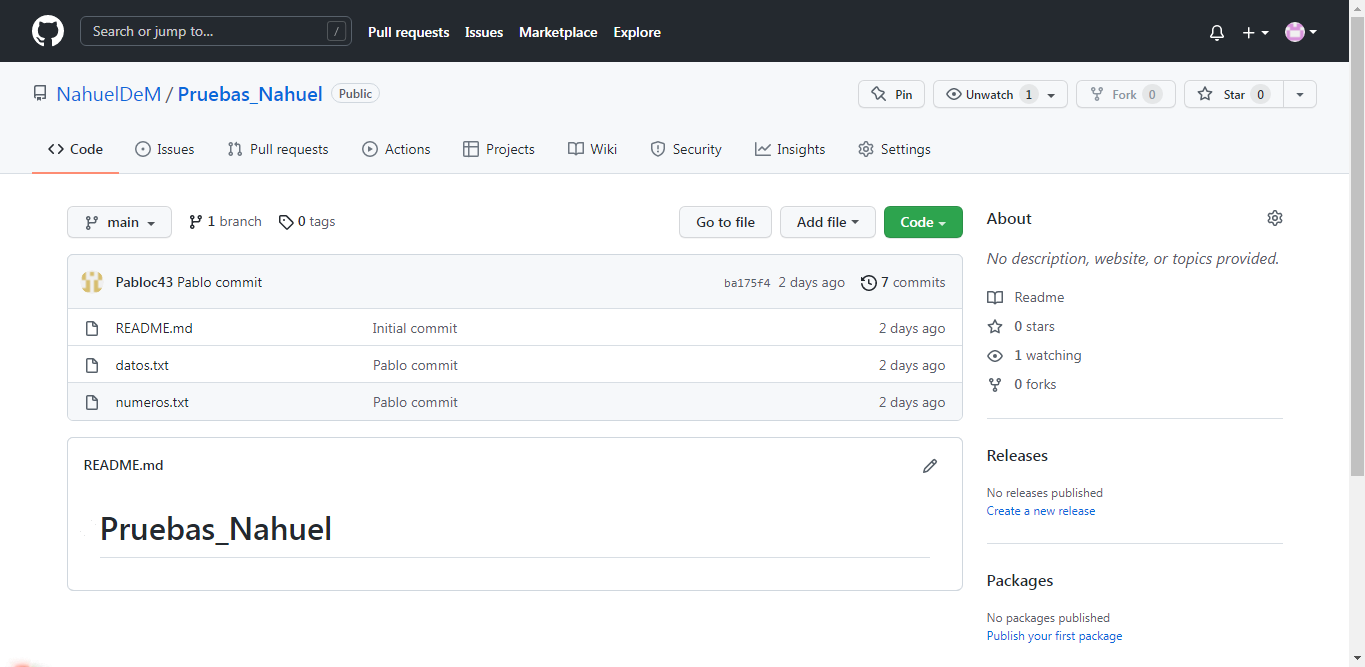 Search or jump to... /
Pull requests Issues Marketplace Explore
NahuelDeM / Pruebas_Nahuel Public
Pin
Unwatch 1
Fork 0
Star 0
Code Issues Pull requests Actions Projects Wiki Security Insights Settings
main
1 branch
0 tags
Go to file
Add file
Code
Pabloc43 Pablo commit ba175f4 2 days ago 7 commits
README.md Initial commit 2 days ago
datos.txt Pablo commit 2 days ago
numeros.txt Pablo commit 2 days ago
README.md
Pruebas_Nahuel
About
No description, website, or topics provided.
Readme
0 stars
1 watching
0 forks
Releases
No releases published
Create a new release
Packages
No packages published
Publish your first package